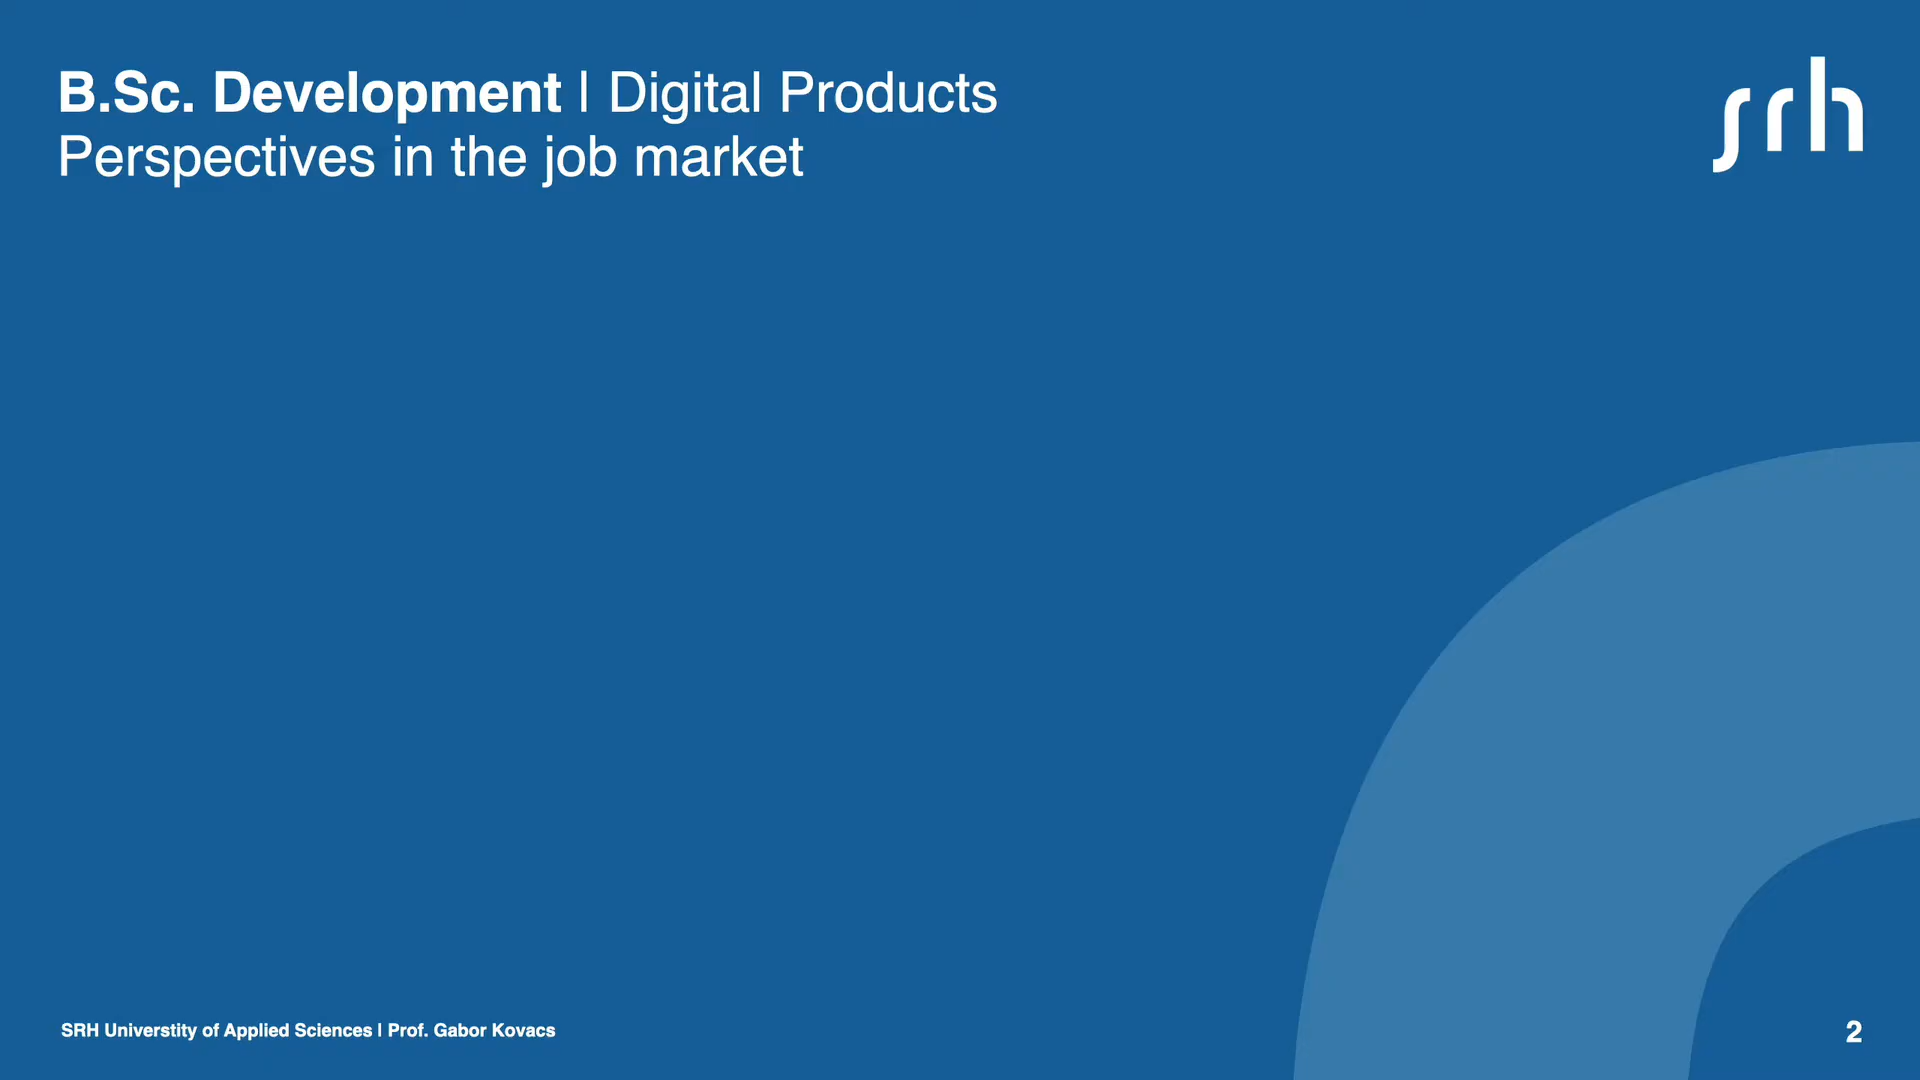 B.Sc. Development | Digital Products
Perspectives in the job market
srh
SRH Universtity of Applied Sciences | Prof. Gabor Kovacs
2